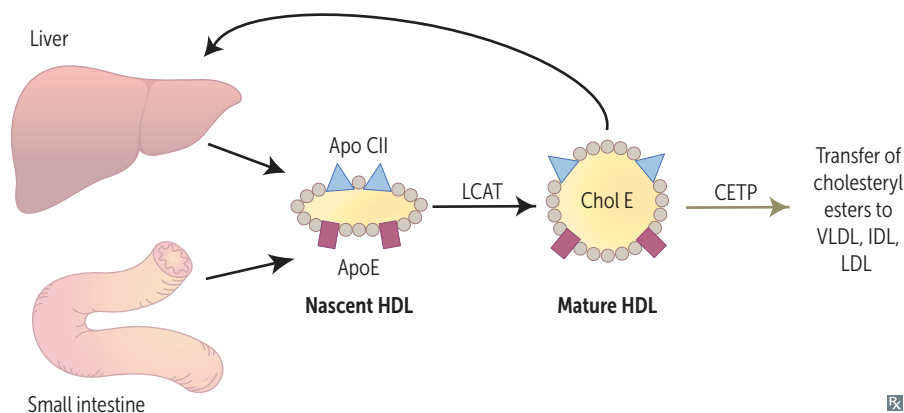 Liver
Apo CII
LCAT
Chol E
CETP
Transfer of
cholesteryl
esters to
VLDL, IDL,
LDL
ApoE
Nascent HDL
Mature HDL
Small intestine
Rx